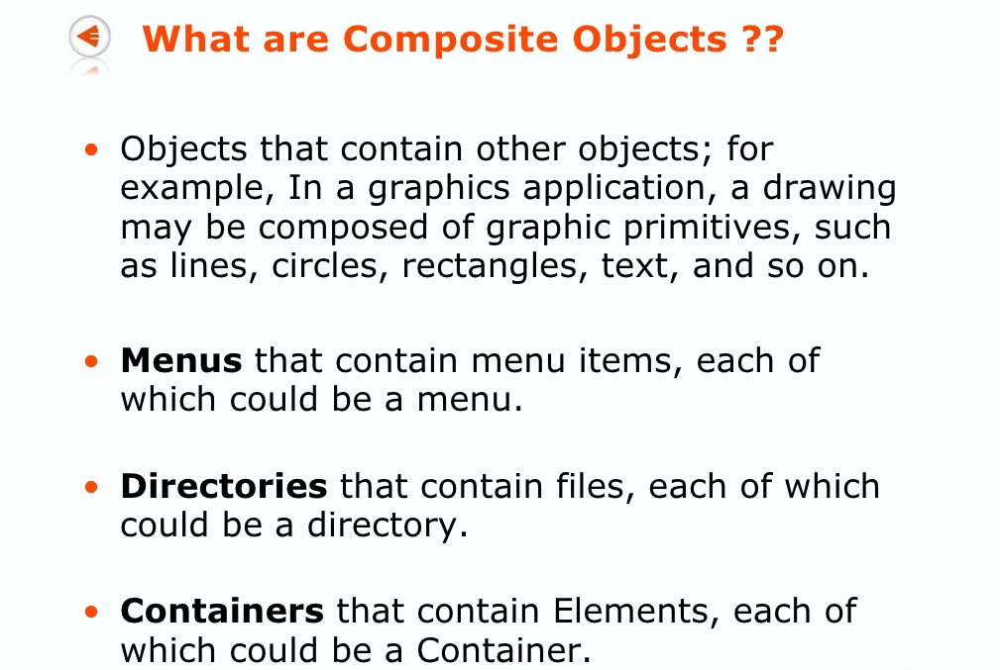 What are Composite Objects ??
• Objects that contain other objects; for
example, In a graphics application, a drawing
may be composed of graphic primitives, such
as lines, circles, rectangles, text, and so on.
• Menus that contain menu items, each of
which could be a menu.
• Directories that contain files, each of which
could be a directory.
• Containers that contain Elements, each of
which could be a Container.